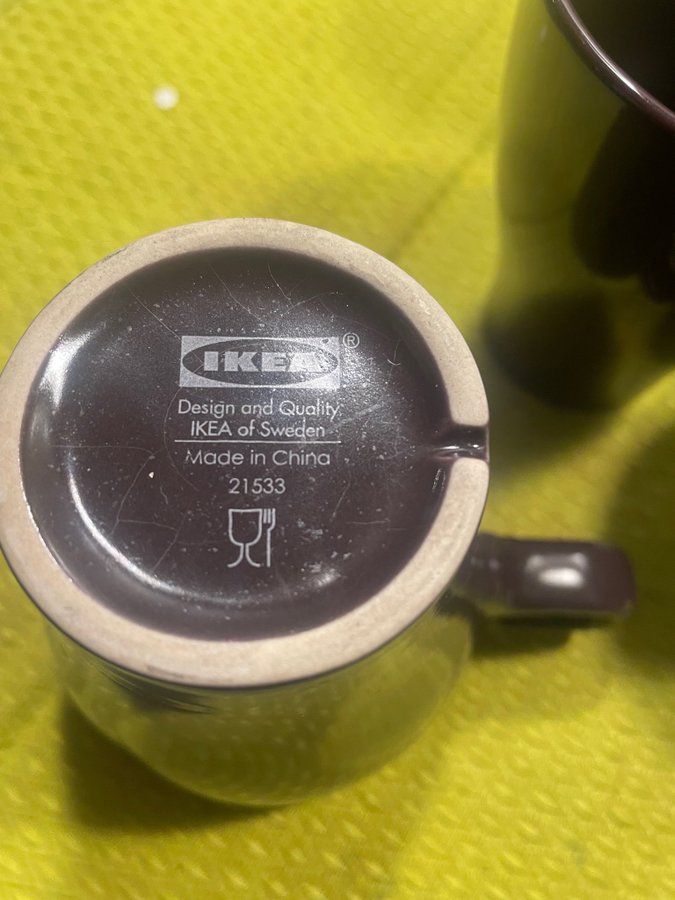 IKEA®
Design and Quality
IKEA of Sweden
Made in China
21533